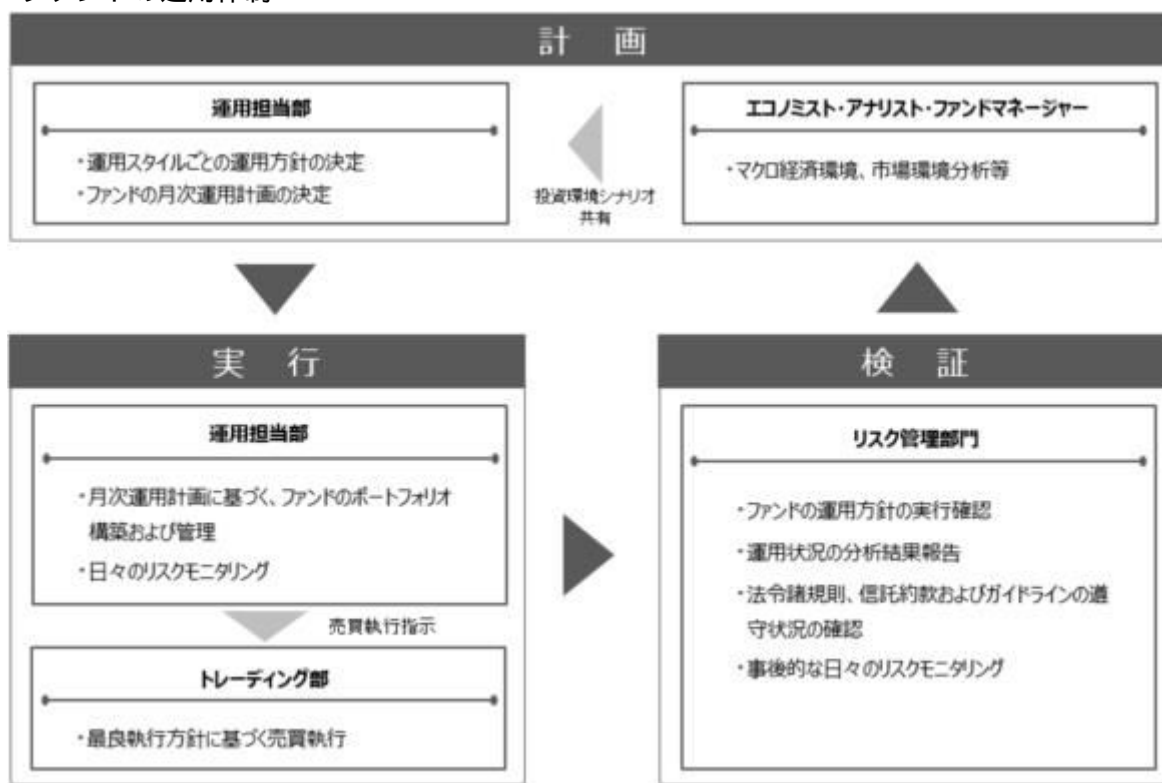 計 画
運用担当部
・運用スタイルごとの運用方針の決定
・ファンドの月次運用計画の決定
投資環境シナリオ
共有
エコノミスト・アナリスト・ファンドマネージャー
・マクロ経済環境、市場環境分析等
実 行
運用担当部
・月次運用計画に基づく、ファンドのポートフォリオ
構築および管理
・日々のリスクモニタリング
売買執行指示
トレーディング部
・最良執行方針に基づく売買執行
検 証
リスク管理部門
・ファンドの運用方針の実行確認
・運用状況の分析結果報告
・法令諸規則、信託約款およびガイドラインの遵
守状況の確認
・事後的な日々のリスクモニタリング